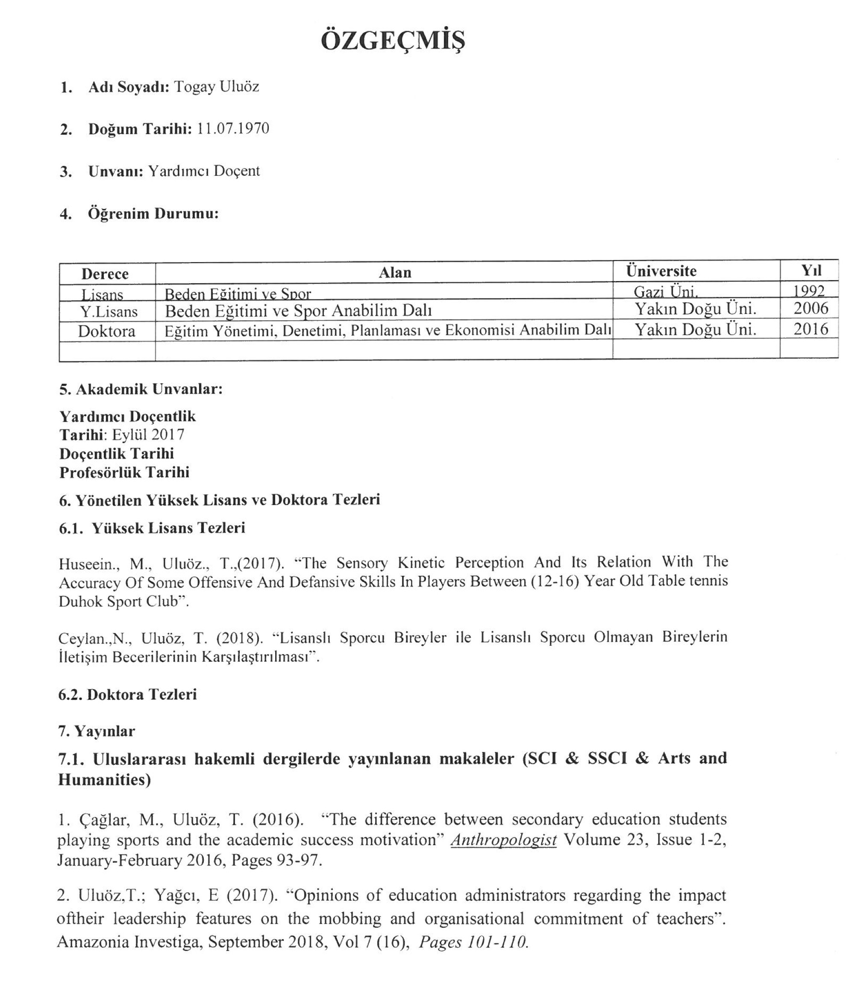 ÖZGEÇMİŞ
1. Adı Soyadı: Togay Uluöz
2. Doğum Tarihi: 11.07.1970
3. Unvanı: Yardımcı Doçent
4. Öğrenim Durumu:
Derece Alan Üniversite Yıl
Lisans Beden Eğitimi ve Spor Gazi Üni. 1992
Y.Lisans Beden Eğitimi ve Spor Anabilim Dalı Yakın Doğu Üni. 2006
Doktora Eğitim Yönetimi, Denetimi, Planlaması ve Ekonomisi Anabilim Dalı Yakın Doğu Üni. 2016
5. Akademik Unvanlar:
Yardımcı Doçentlik
Tarihi: Eylül 2017
Doçentlik Tarihi
Profesörlük Tarihi
6. Yönetilen Yüksek Lisans ve Doktora Tezleri
6.1. Yüksek Lisans Tezleri
Huseein., M., Uluöz., T.,(2017). “The Sensory Kinetic Perception And Its Relation With The
Accuracy Of Some Offensive And Defansive Skills In Players Between (12-16) Year Old Table tennis
Duhok Sport Club”.
Ceylan.,N., Uluöz, T. (2018). “Lisanslı Sporcu Bireyler ile Lisanslı Sporcu Olmayan Bireylerin
İletişim Becerilerinin Karşılaştırılması”.
6.2. Doktora Tezleri
7. Yayınlar
7.1. Uluslararası hakemli dergilerde yayınlanan makaleler (SCI & SSCI & Arts and
Humanities)
1. Çağlar, M., Uluöz, T. (2016). “The difference between secondary education students
playing sports and the academic success motivation” Anthropologist Volume 23, Issue 1-2,
January-February 2016, Pages 93-97.
2. Uluöz,T.; Yağcı, E (2017). “Opinions of education administrators regarding the impact
oftheir leadership features on the mobbing and organisational commitment of teachers”.
Amazonia Investiga, September 2018, Vol 7 (16), Pages 101-110.